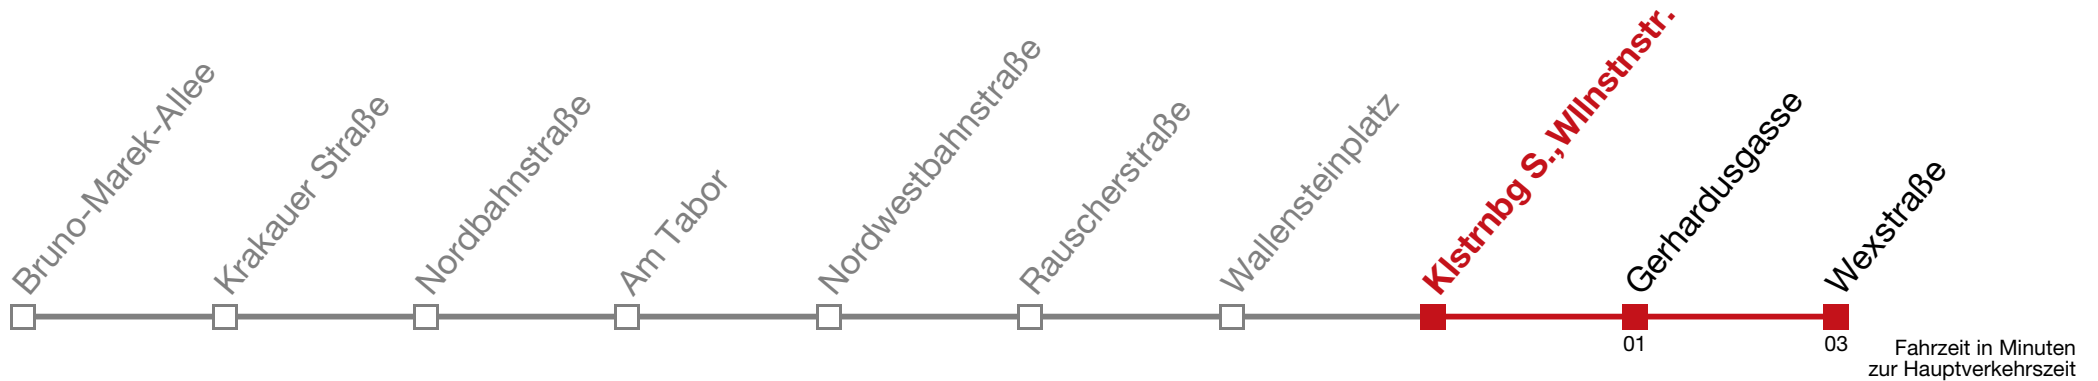 Bruno-Marek-Allee
Krakauer Straße
Nordbahnstraße
Am Tabor
Nordwestbahnstraße
Rauscherstraße
Wallensteinplatz
Klstrnbg S.,Wllnstnstr.
Gerhardusgasse
Wexstraße
01
03
Fahrzeit in Minuten
zur Hauptverkehrszeit